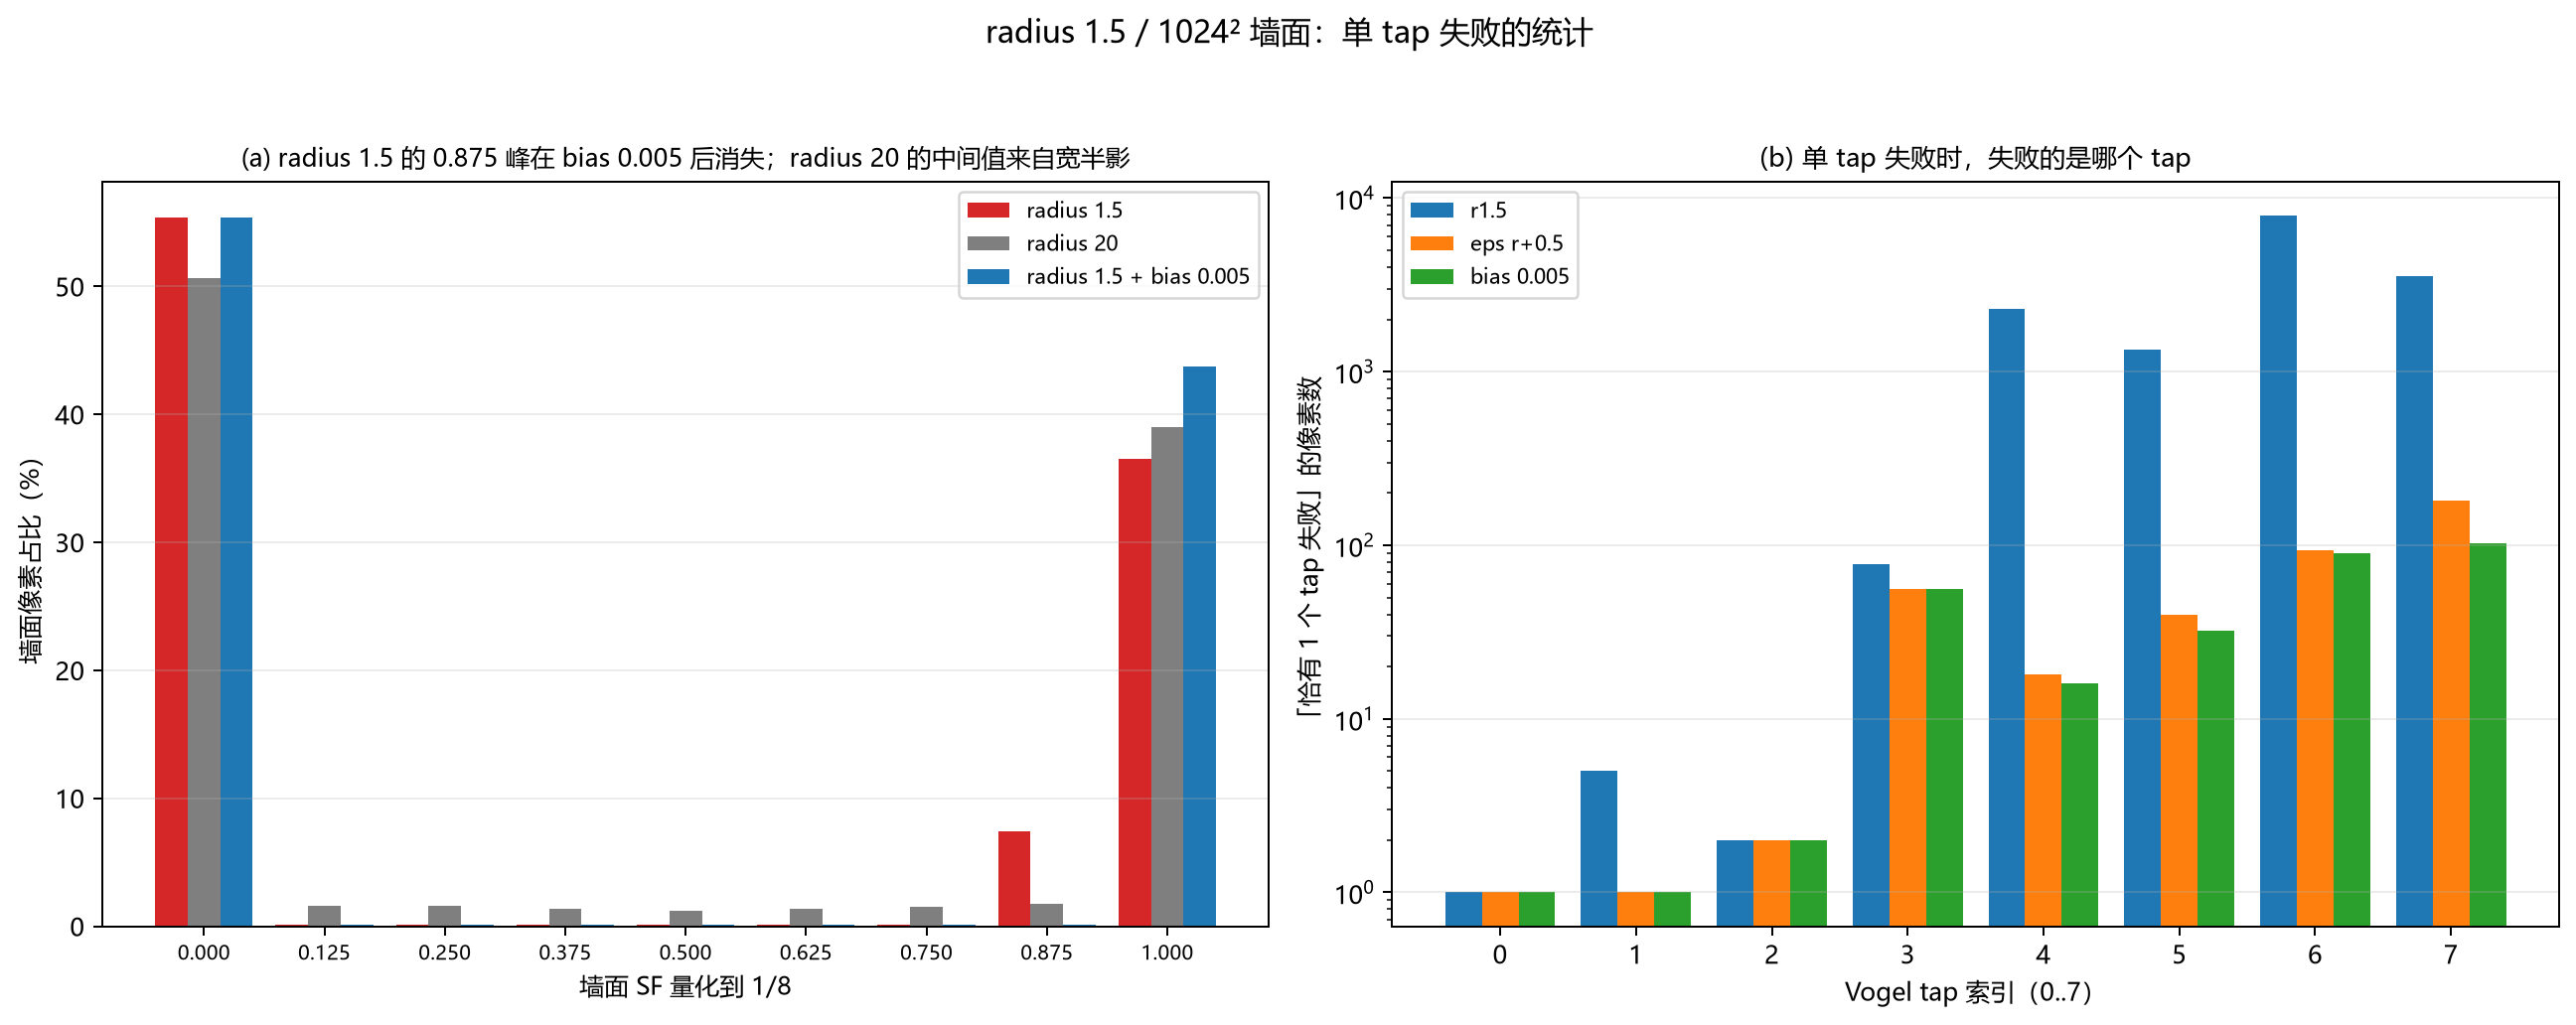 radius 1.5 / 1024² 墙面：单 tap 失败的统计
(a) radius 1.5 的 0.875 峰在 bias 0.005 后消失；radius 20 的中间值来自宽半影
radius 1.5
radius 20
radius 1.5 + bias 0.005
墙面像素占比（%）
50
40
30
20
10
0
0.000 0.125 0.250 0.375 0.500 0.625 0.750 0.875 1.000
墙面 SF 量化到 1/8
(b) 单 tap 失败时，失败的是哪个 tap
r1.5
eps r+0.5
bias 0.005
「恰有 1 个 tap 失败」的像素数
10⁴
10³
10²
10¹
10⁰
0 1 2 3 4 5 6 7
Vogel tap 索引（0..7）